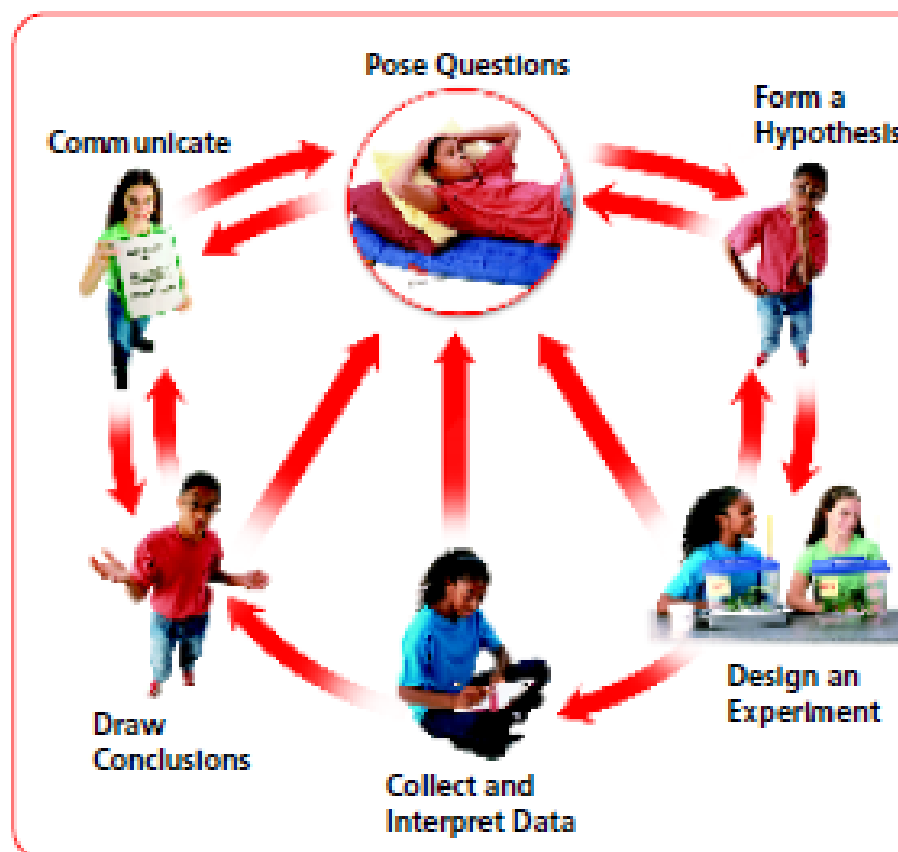 Pose Questions
Form a
Hypothesis
Communicate
Design an
Experiment
Draw
Conclusions
Collect and
Interpret Data